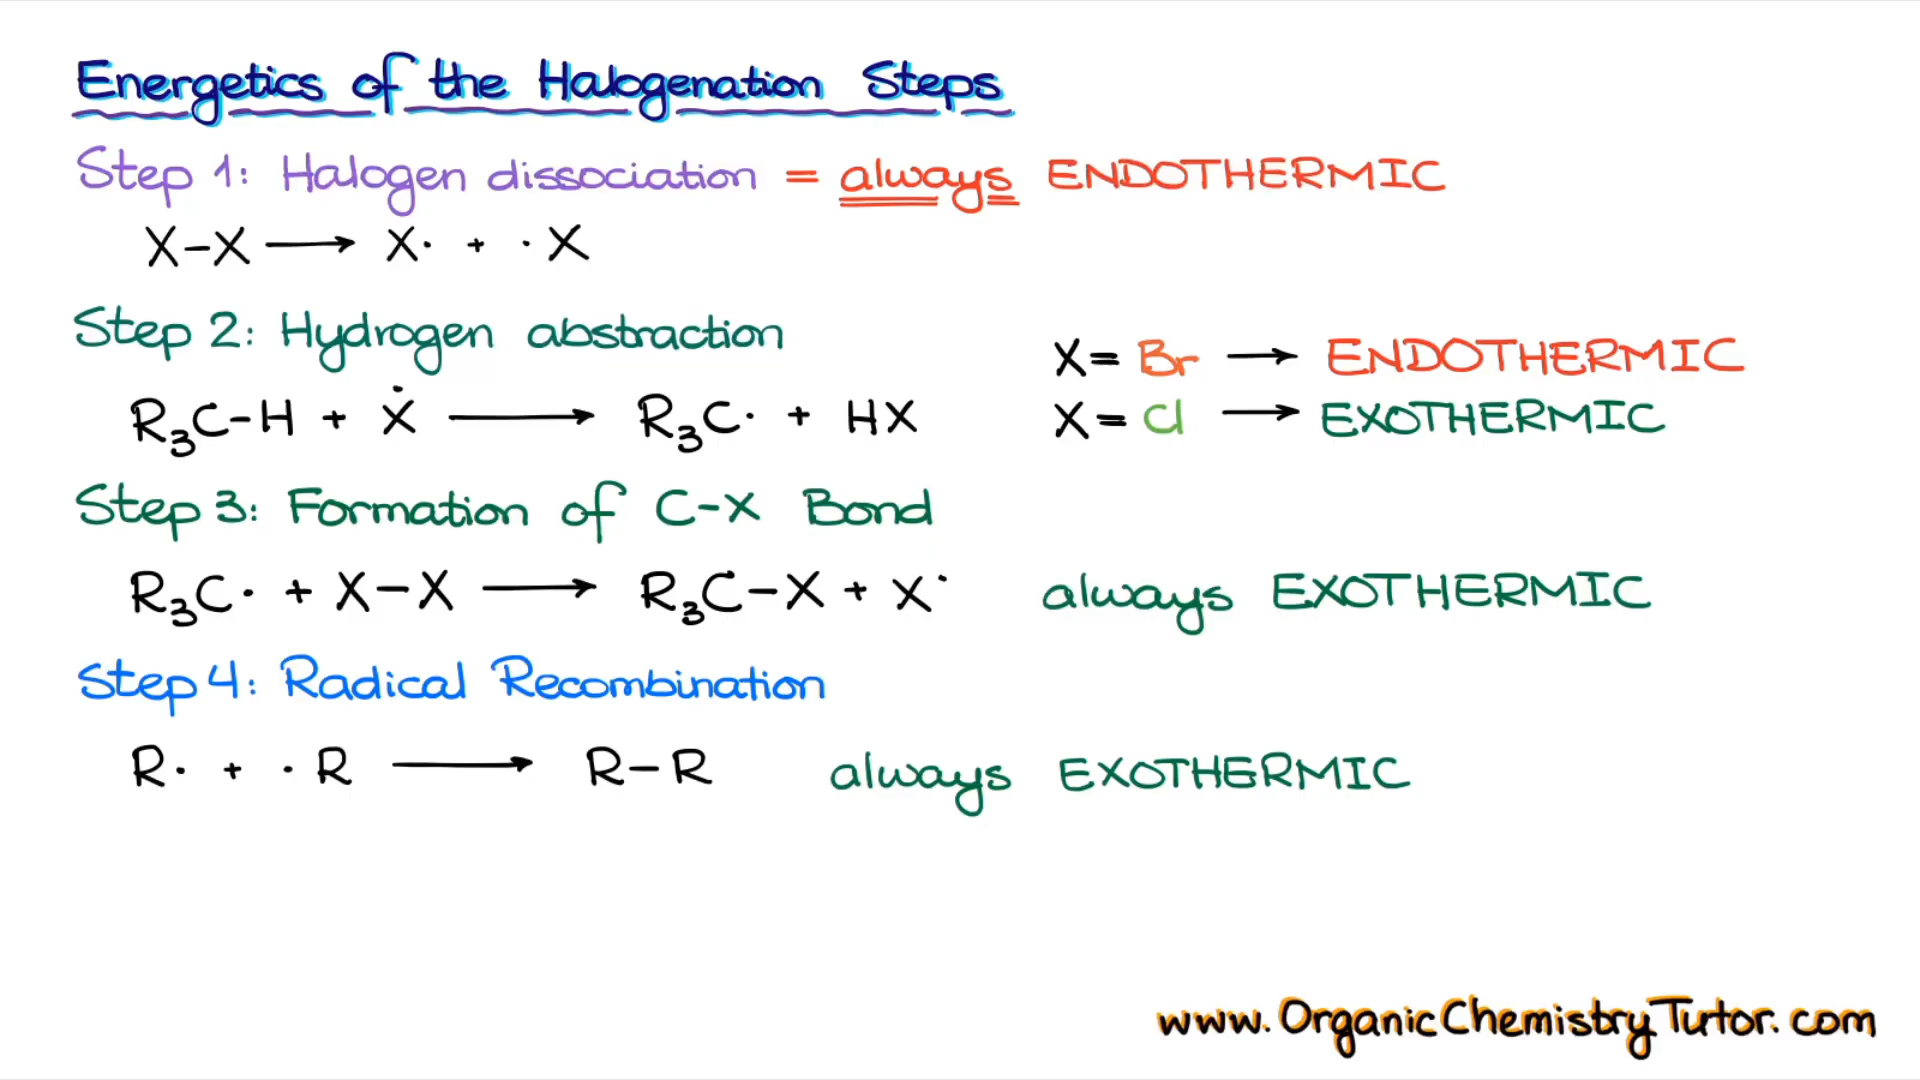 Energetics of the Halogenation Steps
Step 1: Halogen dissociation = always ENDOTHERMIC
X–X ⟶ X· + ·X
Step 2: Hydrogen abstraction
X = Br ⟶ ENDOTHERMIC
R₃C–H + Ẋ ⟶ R₃C· + HX
X = Cl ⟶ EXOTHERMIC
Step 3: Formation of C–X Bond
R₃C· + X–X ⟶ R₃C–X + X· always EXOTHERMIC
Step 4: Radical Recombination
R· + ·R ⟶ R–R always EXOTHERMIC
www.OrganicChemistryTutor.com